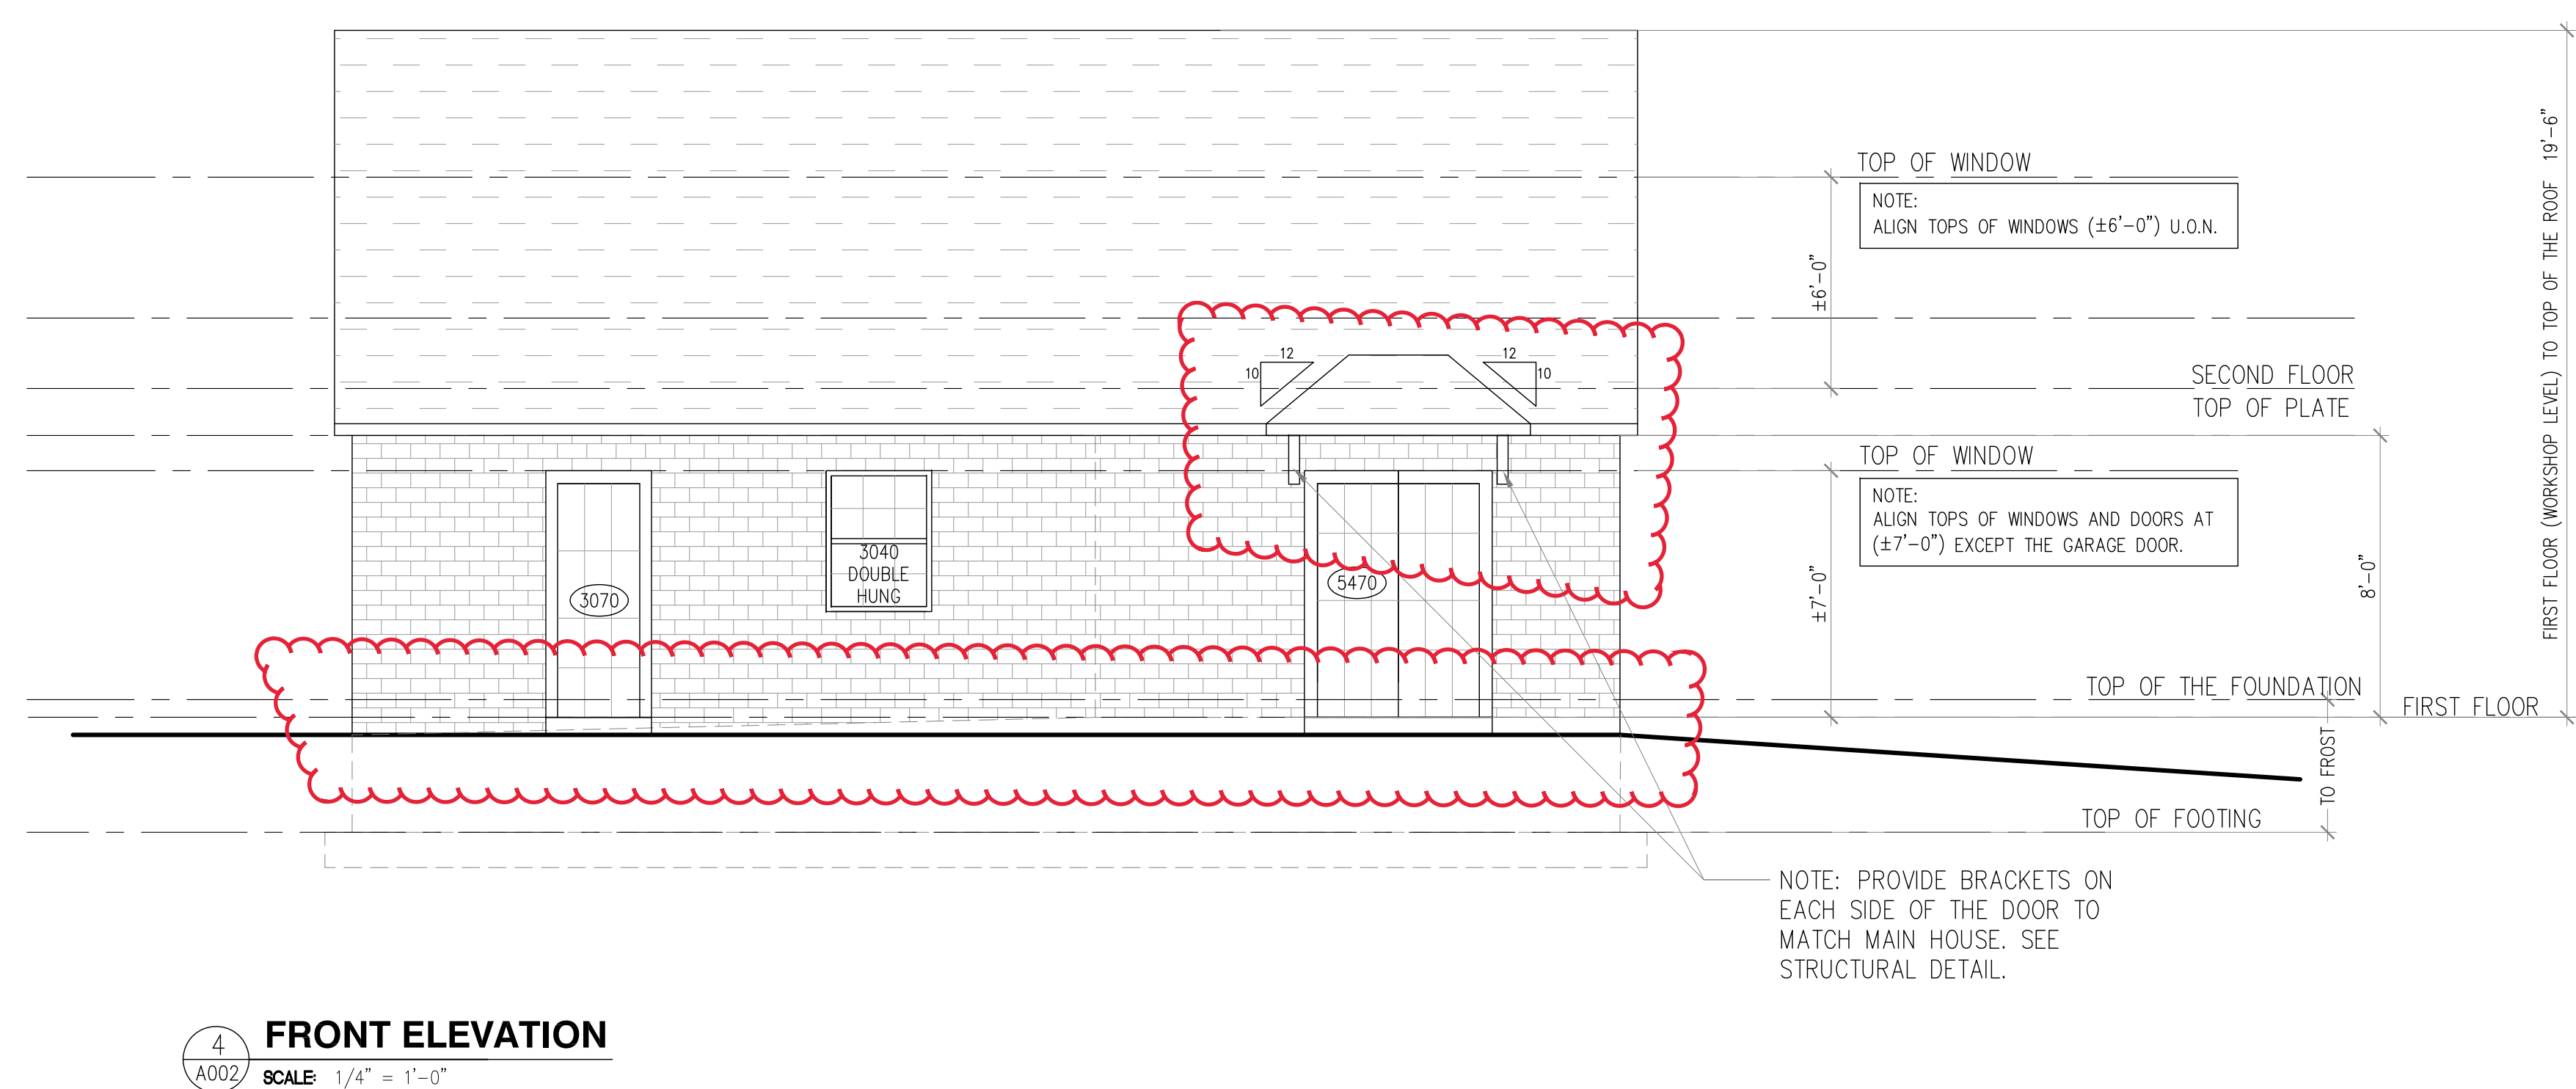 TOP OF WINDOW
NOTE:
ALIGN TOPS OF WINDOWS (±6'-0") U.O.N.
±6'-0"
FIRST FLOOR (WORKSHOP LEVEL) TO TOP OF THE ROOF 19'-6"
12
10
12
10
SECOND FLOOR
TOP OF PLATE
TOP OF WINDOW
NOTE:
ALIGN TOPS OF WINDOWS AND DOORS AT
(±7'-0") EXCEPT THE GARAGE DOOR.
±7'-0"
8'-0"
3070
3040
DOUBLE
HUNG
5470
TOP OF THE FOUNDATION
FIRST FLOOR
TO FROST
TOP OF FOOTING
NOTE: PROVIDE BRACKETS ON
EACH SIDE OF THE DOOR TO
MATCH MAIN HOUSE. SEE
STRUCTURAL DETAIL.
4
A002
FRONT ELEVATION
SCALE: 1/4" = 1'-0"